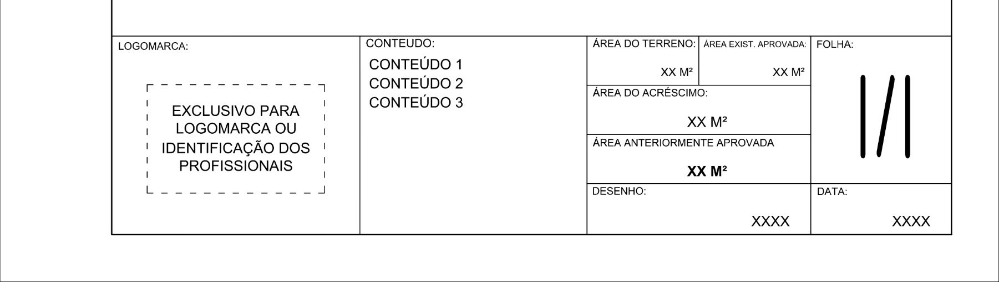 LOGOMARCA:
EXCLUSIVO PARA
LOGOMARCA OU
IDENTIFICAÇÃO DOS
PROFISSIONAIS
CONTEUDO:
CONTEÚDO 1
CONTEÚDO 2
CONTEÚDO 3
ÁREA DO TERRENO:
XX M²
ÁREA EXIST. APROVADA:
XX M²
ÁREA DO ACRÉSCIMO:
XX M²
ÁREA ANTERIORMENTE APROVADA
XX M²
DESENHO:
XXXX
FOLHA:
1/1
DATA:
XXXX